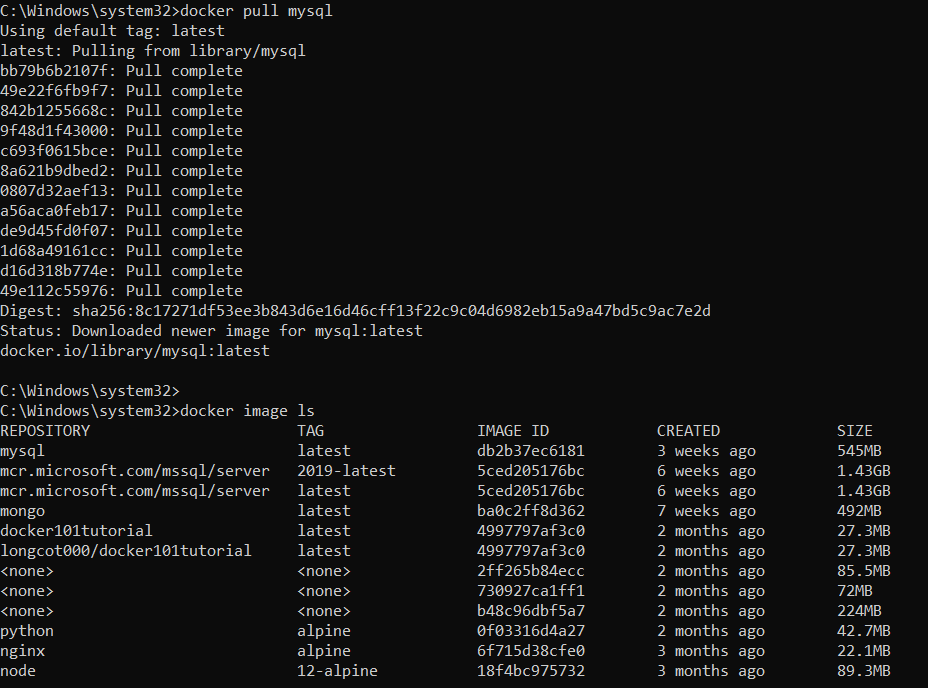 C:\Windows\system32>docker pull mysql
Using default tag: latest
latest: Pulling from library/mysql
bb79b6b2107f: Pull complete
49e22f6fb9f7: Pull complete
842b1255668c: Pull complete
9f48d1f43000: Pull complete
c693f0615bce: Pull complete
8a621b9dbed2: Pull complete
0807d32aef13: Pull complete
a56aca0feb17: Pull complete
de9d45fd0f07: Pull complete
1d68a49161cc: Pull complete
d16d318b774e: Pull complete
49e112c55976: Pull complete
Digest: sha256:8c17271df53ee3b843d6e16d46cff13f22c9c04d6982eb15a9a47bd5c9ac7e2d
Status: Downloaded newer image for mysql:latest
docker.io/library/mysql:latest
C:\Windows\system32>
C:\Windows\system32>docker image ls
REPOSITORY TAG IMAGE ID CREATED SIZE
mysql latest db2b37ec6181 3 weeks ago 545MB
mcr.microsoft.com/mssql/server 2019-latest 5ced205176bc 6 weeks ago 1.43GB
mcr.microsoft.com/mssql/server latest 5ced205176bc 6 weeks ago 1.43GB
mongo latest ba0c2ff8d362 7 weeks ago 492MB
docker101tutorial latest 4997797af3c0 2 months ago 27.3MB
longcot000/docker101tutorial latest 4997797af3c0 2 months ago 27.3MB
<none> <none> 2ff265b84ecc 2 months ago 85.5MB
<none> <none> 730927ca1ff1 2 months ago 72MB
<none> <none> b48c96dbf5a7 2 months ago 224MB
python alpine 0f03316d4a27 2 months ago 42.7MB
nginx alpine 6f715d38cfe0 3 months ago 22.1MB
node 12-alpine 18f4bc975732 3 months ago 89.3MB